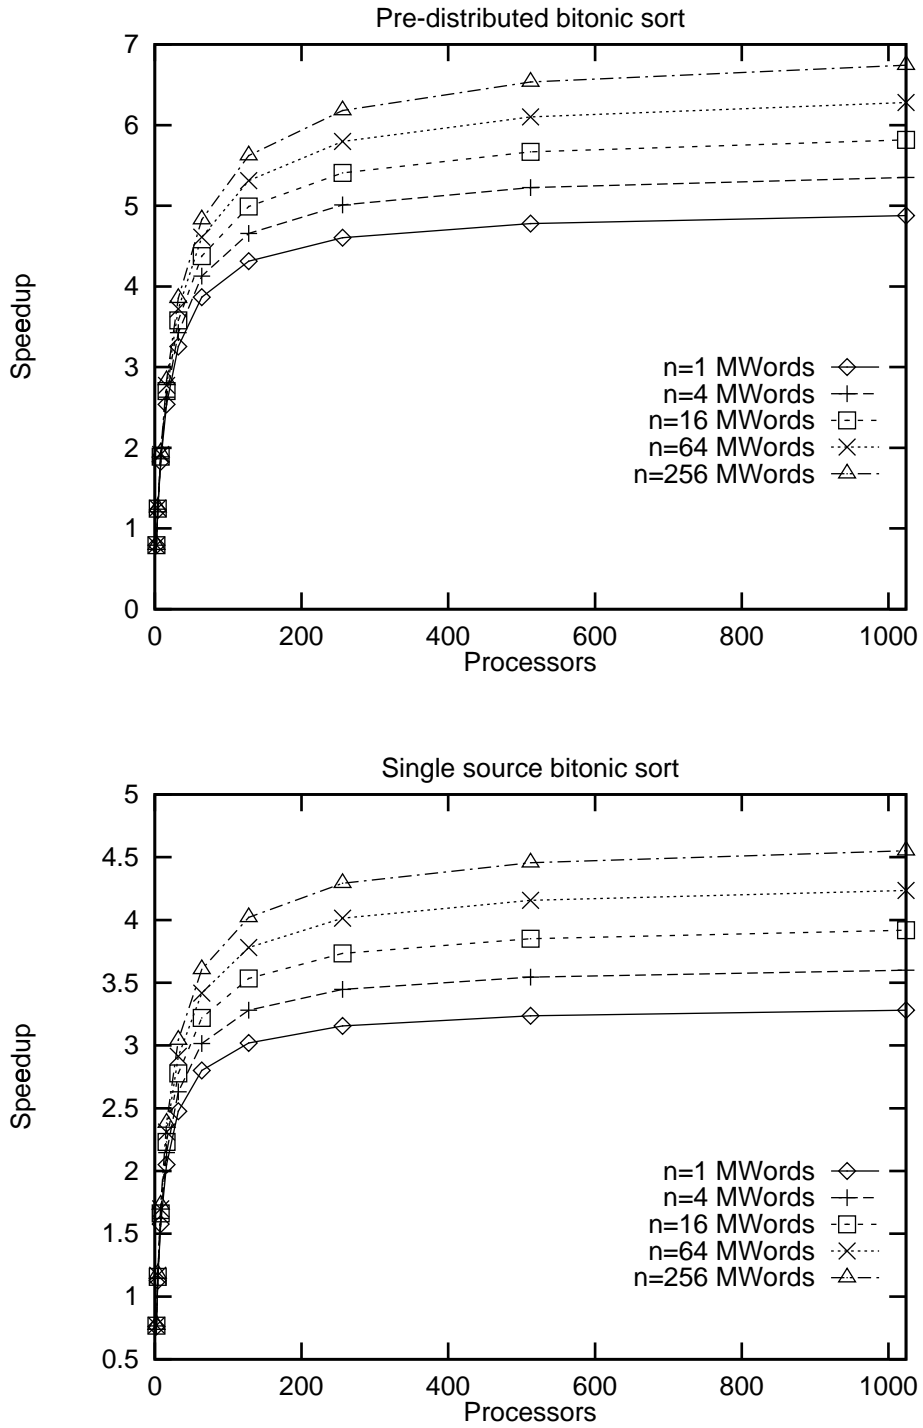 Pre-distributed bitonic sort
7
6
5
4
3
2
1
0
Speedup
n=1 MWords
n=4 MWords
n=16 MWords
n=64 MWords
n=256 MWords
0 200 400 600 800 1000
Processors
Single source bitonic sort
5
4.5
4
3.5
3
2.5
2
1.5
1
0.5
Speedup
n=1 MWords
n=4 MWords
n=16 MWords
n=64 MWords
n=256 MWords
0 200 400 600 800 1000
Processors